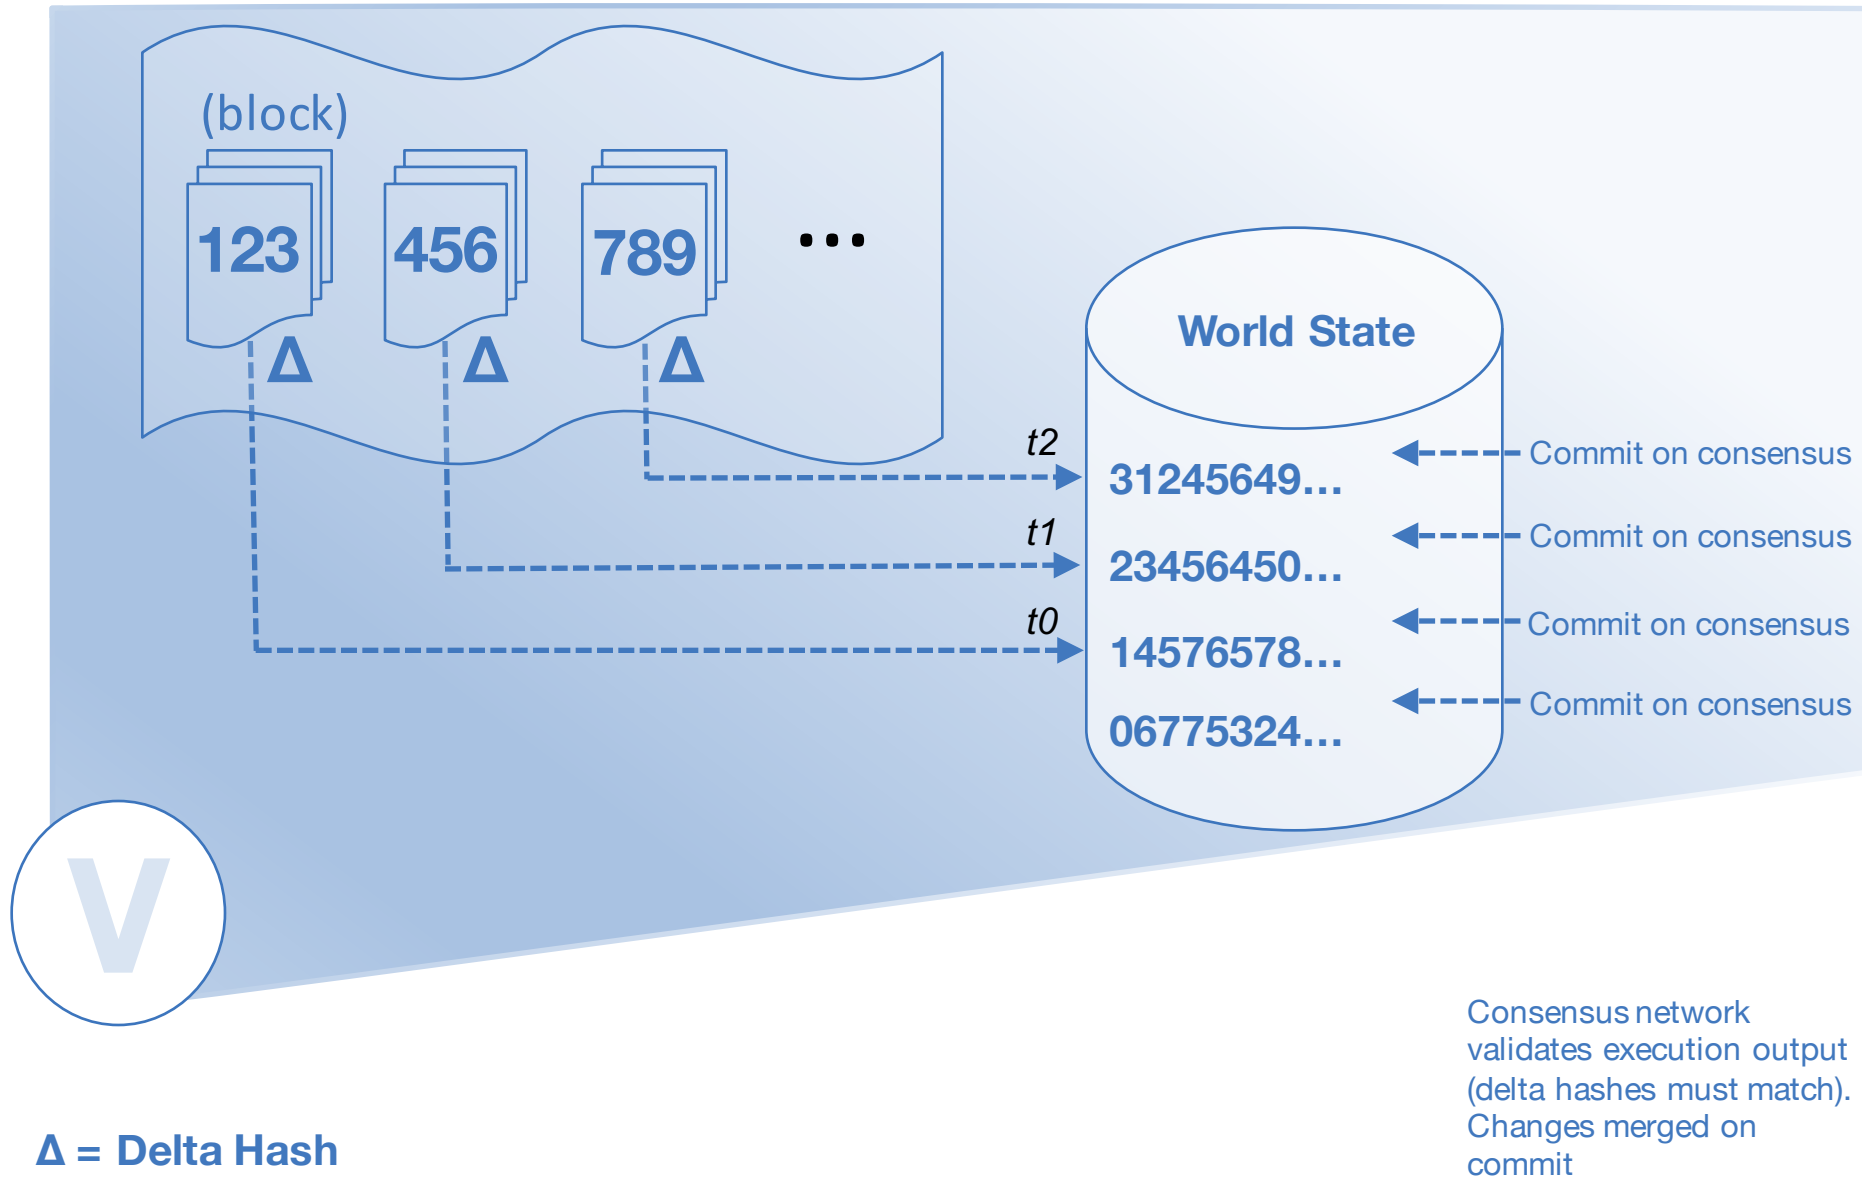 (block)
123 456 789 ...
Δ Δ Δ
World State
t2
31245649...
Commit on consensus
t1
23456450...
Commit on consensus
t0
14576578...
Commit on consensus
06775324...
Commit on consensus
V
Consensus network
validates execution output
(delta hashes must match).
Changes merged on
commit
Δ = Delta Hash